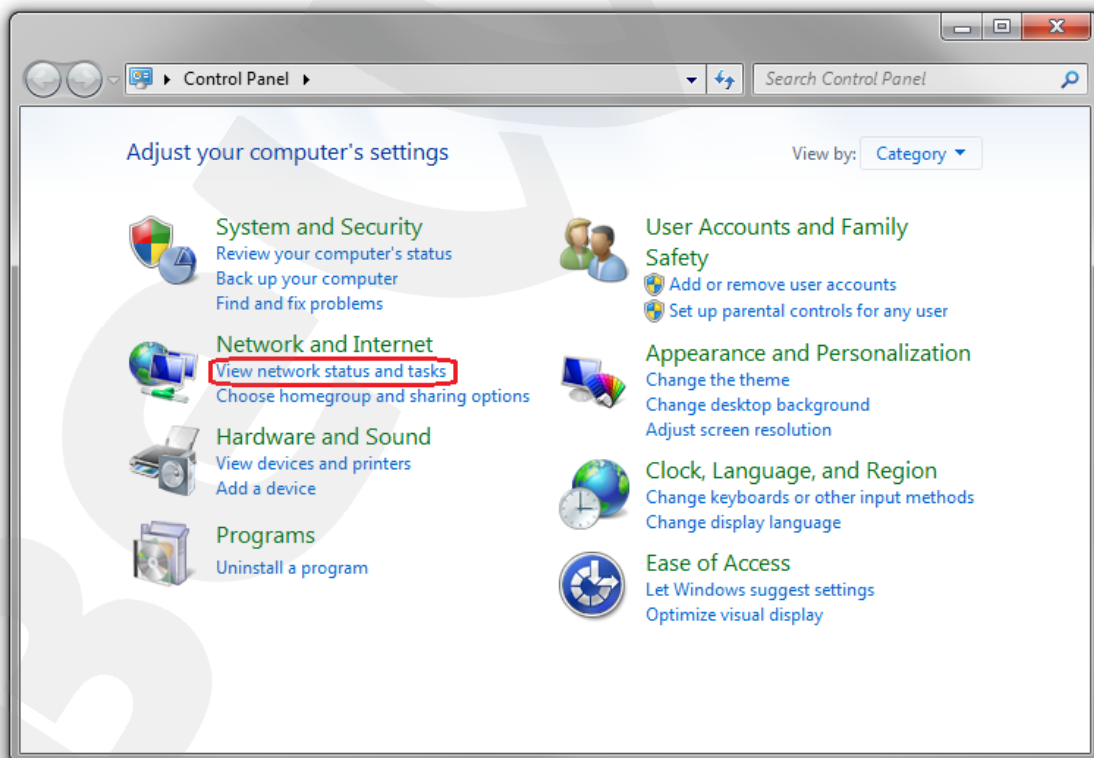 Control Panel
Search Control Panel
Adjust your computer's settings
View by: Category
System and Security
Review your computer's status
Back up your computer
Find and fix problems
Network and Internet
View network status and tasks
Choose homegroup and sharing options
Hardware and Sound
View devices and printers
Add a device
Programs
Uninstall a program
User Accounts and Family
Safety
Add or remove user accounts
Set up parental controls for any user
Appearance and Personalization
Change the theme
Change desktop background
Adjust screen resolution
Clock, Language, and Region
Change keyboards or other input methods
Change display language
Ease of Access
Let Windows suggest settings
Optimize visual display